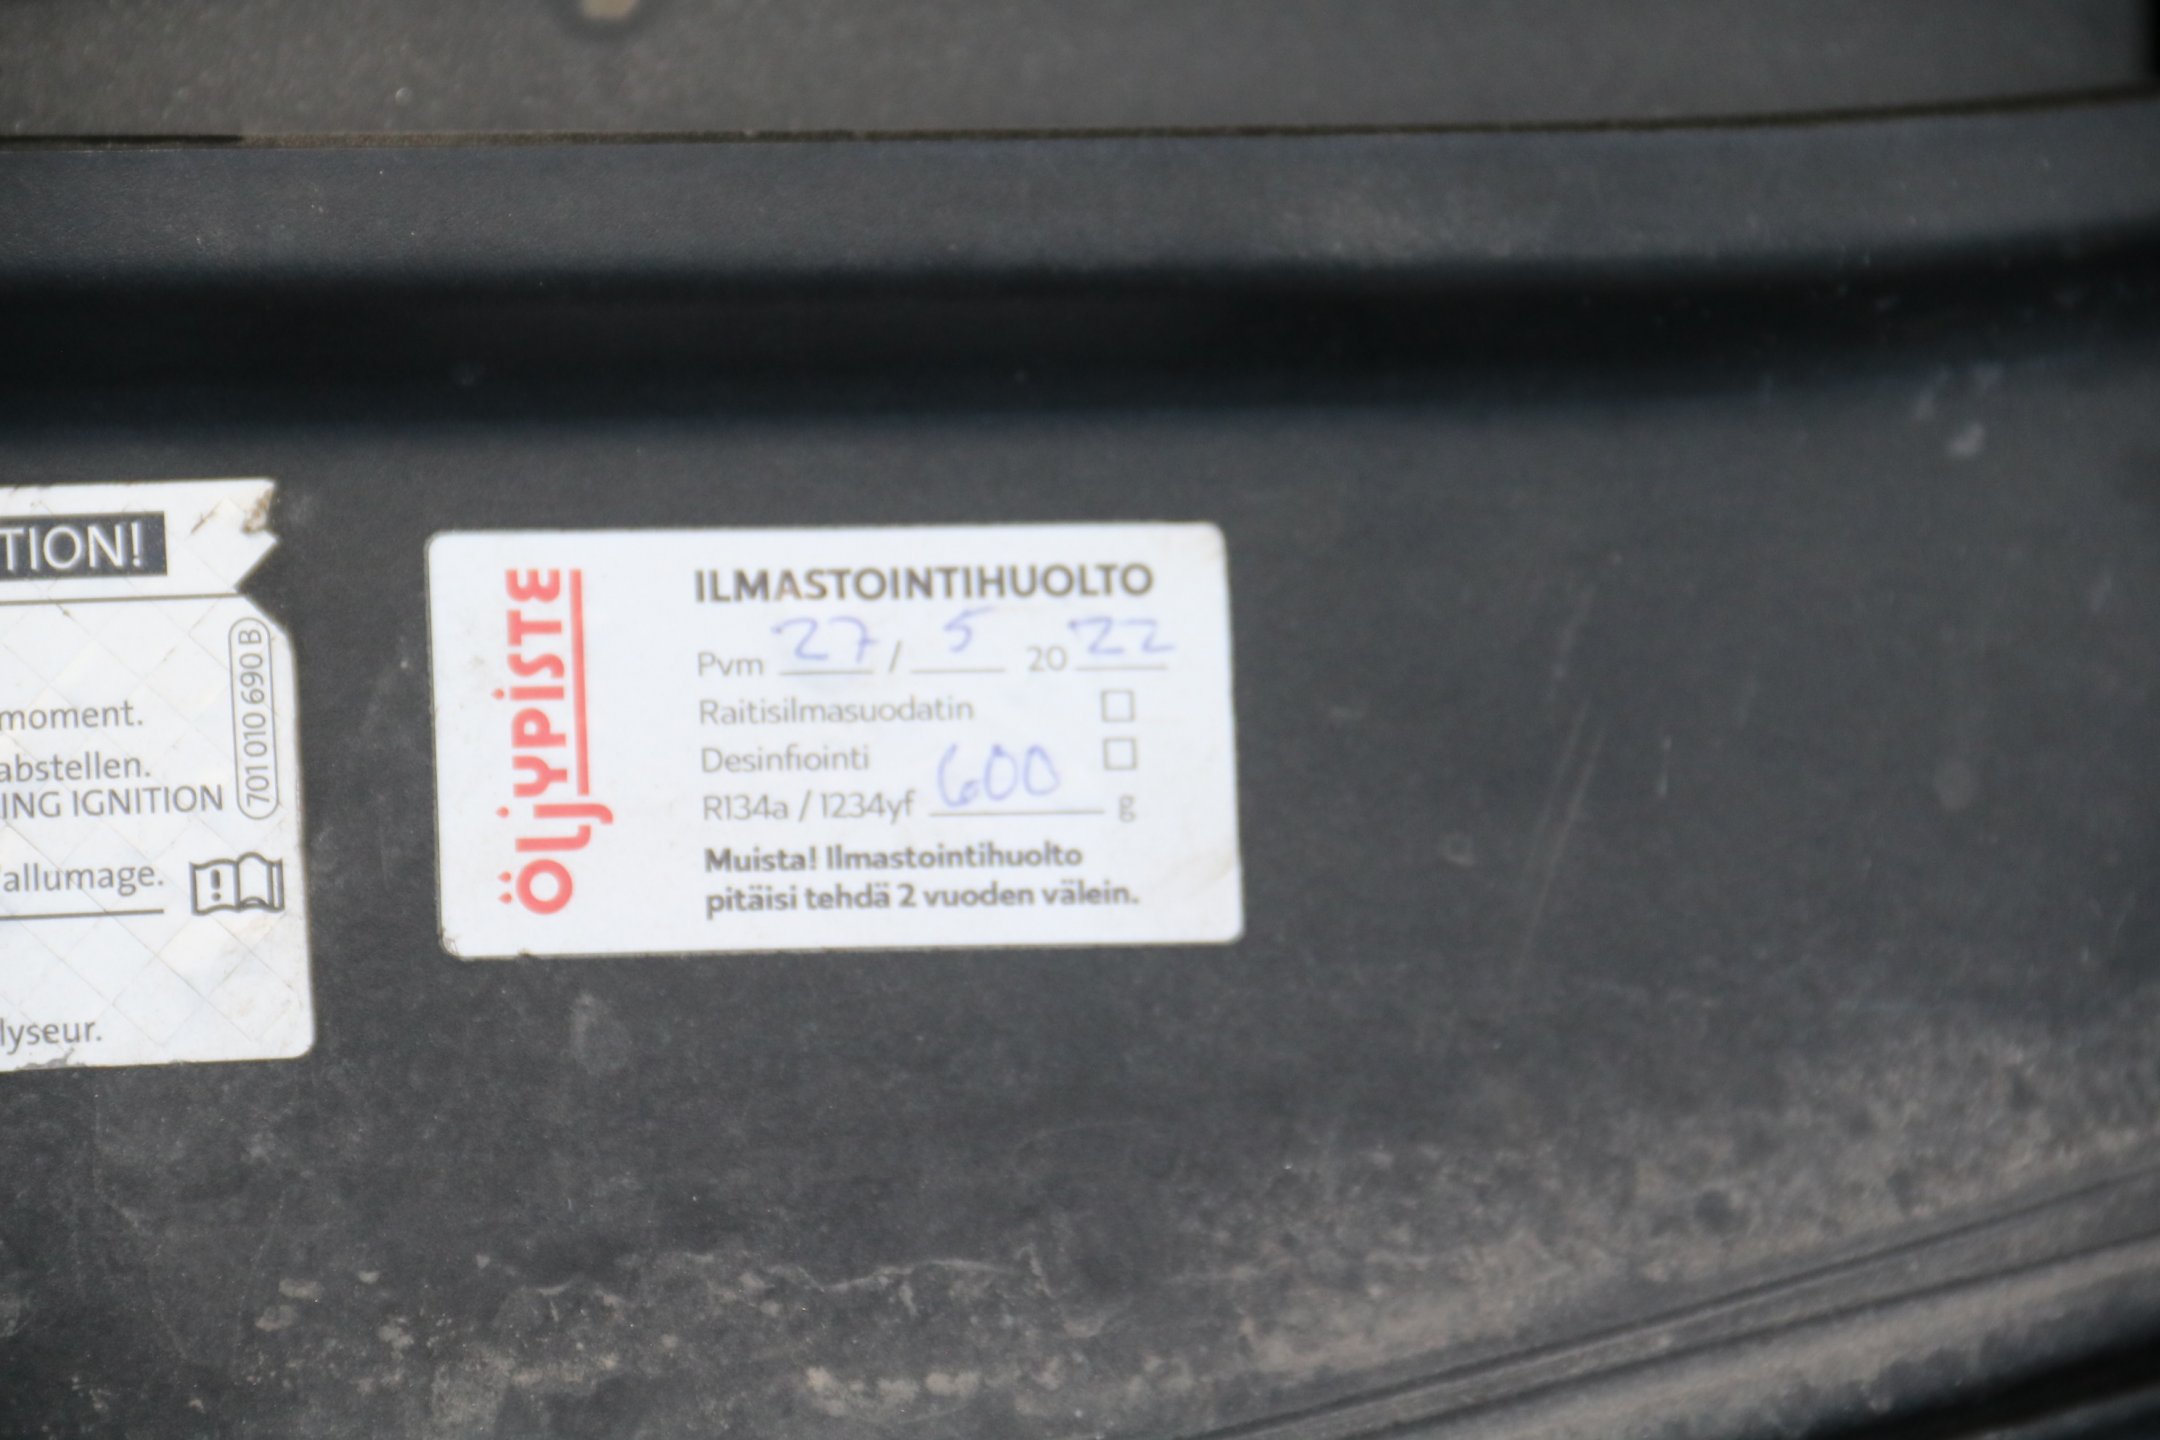 TION!
moment.
abstellen.
ING IGNITION
allumage.
lyseur.
701 010 690 B
ÖLJYPISTE
ILMASTOINTIHUOLTO
Pvm 27 / 5 2022
Raitisilmasuodatin
Desinfiointi
R134a / 1234yf 600 g
Muista! Ilmastointihuolto
pitäisi tehdä 2 vuoden välein.